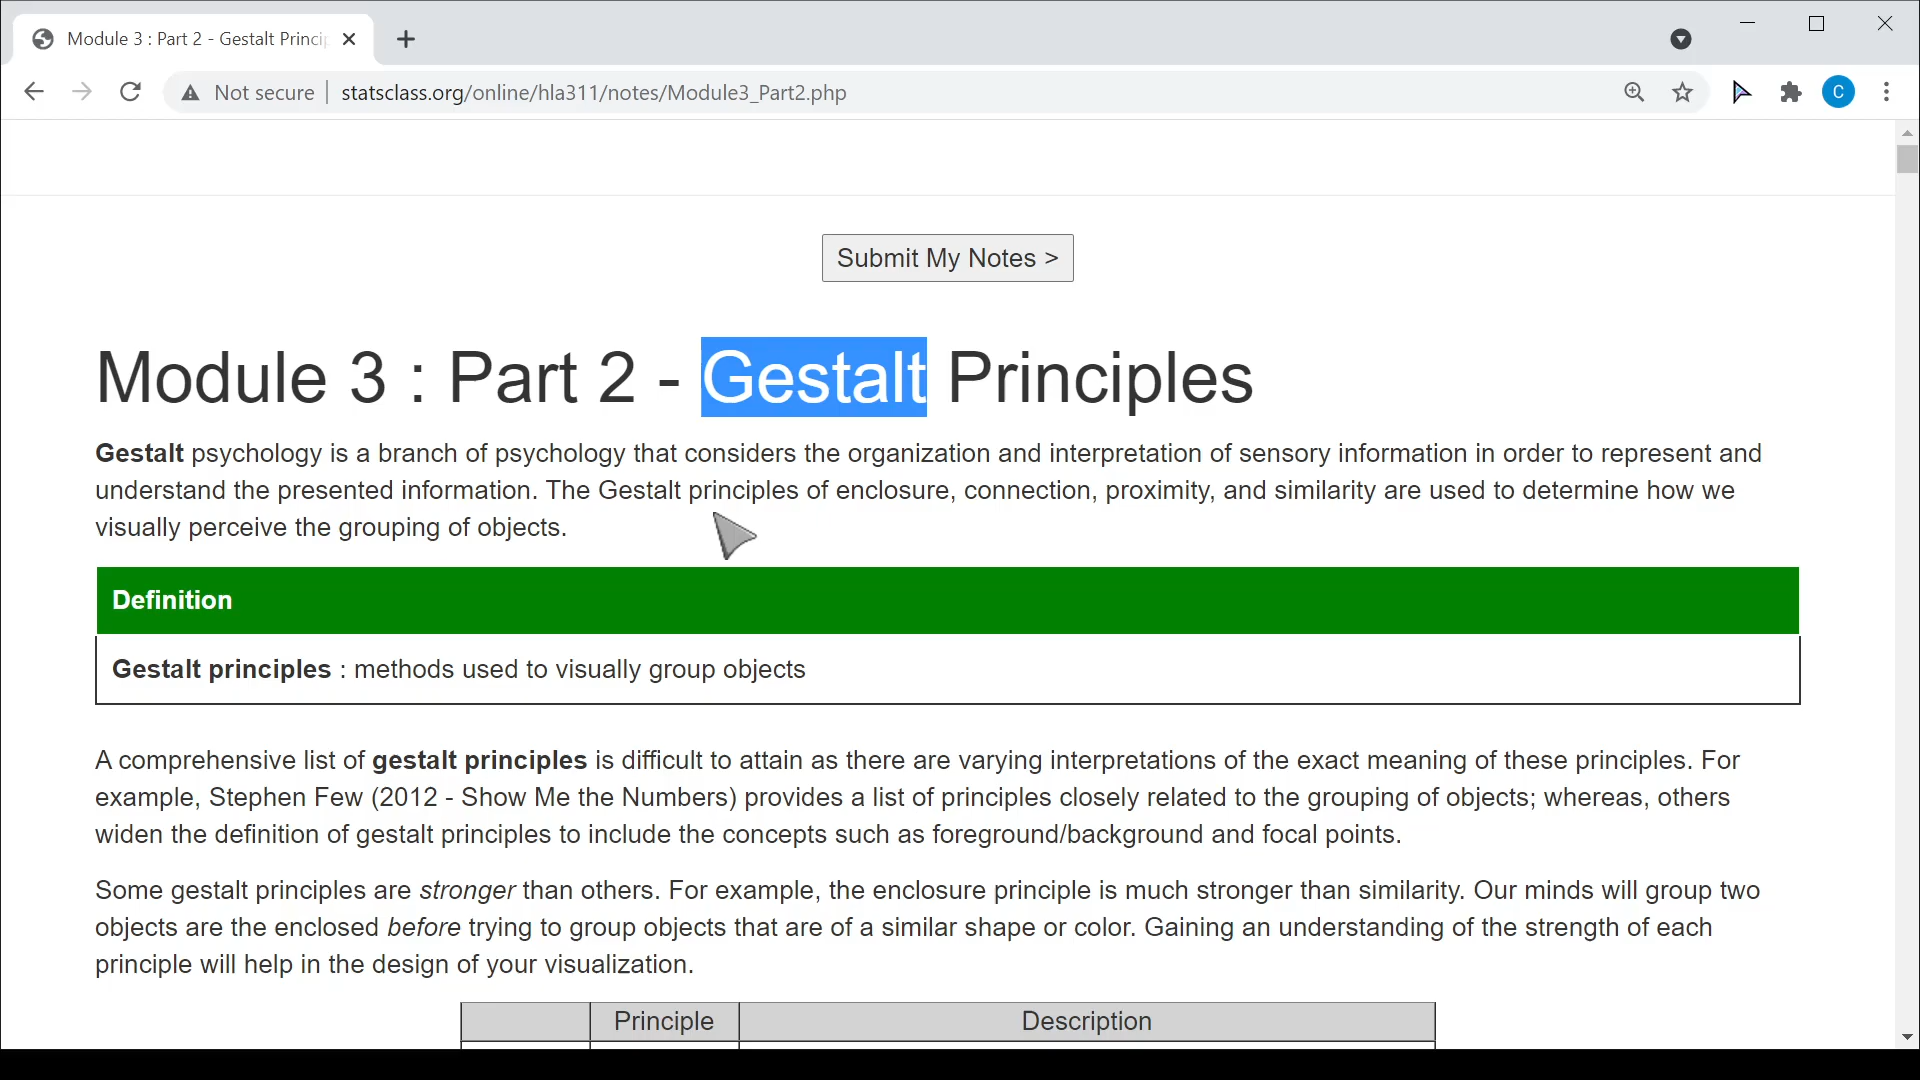 Module 3 : Part 2 - Gestalt Princi
Not secure
statsclass.org/online/hla311/notes/Module3_Part2.php
C
Submit My Notes >
Module 3 : Part 2 - Gestalt Principles
Gestalt psychology is a branch of psychology that considers the organization and interpretation of sensory information in order to represent and
understand the presented information. The Gestalt principles of enclosure, connection, proximity, and similarity are used to determine how we
visually perceive the grouping of objects.
Definition
Gestalt principles : methods used to visually group objects
A comprehensive list of gestalt principles is difficult to attain as there are varying interpretations of the exact meaning of these principles. For
example, Stephen Few (2012 - Show Me the Numbers) provides a list of principles closely related to the grouping of objects; whereas, others
widen the definition of gestalt principles to include the concepts such as foreground/background and focal points.
Some gestalt principles are stronger than others. For example, the enclosure principle is much stronger than similarity. Our minds will group two
objects are the enclosed before trying to group objects that are of a similar shape or color. Gaining an understanding of the strength of each
principle will help in the design of your visualization.
Principle Description